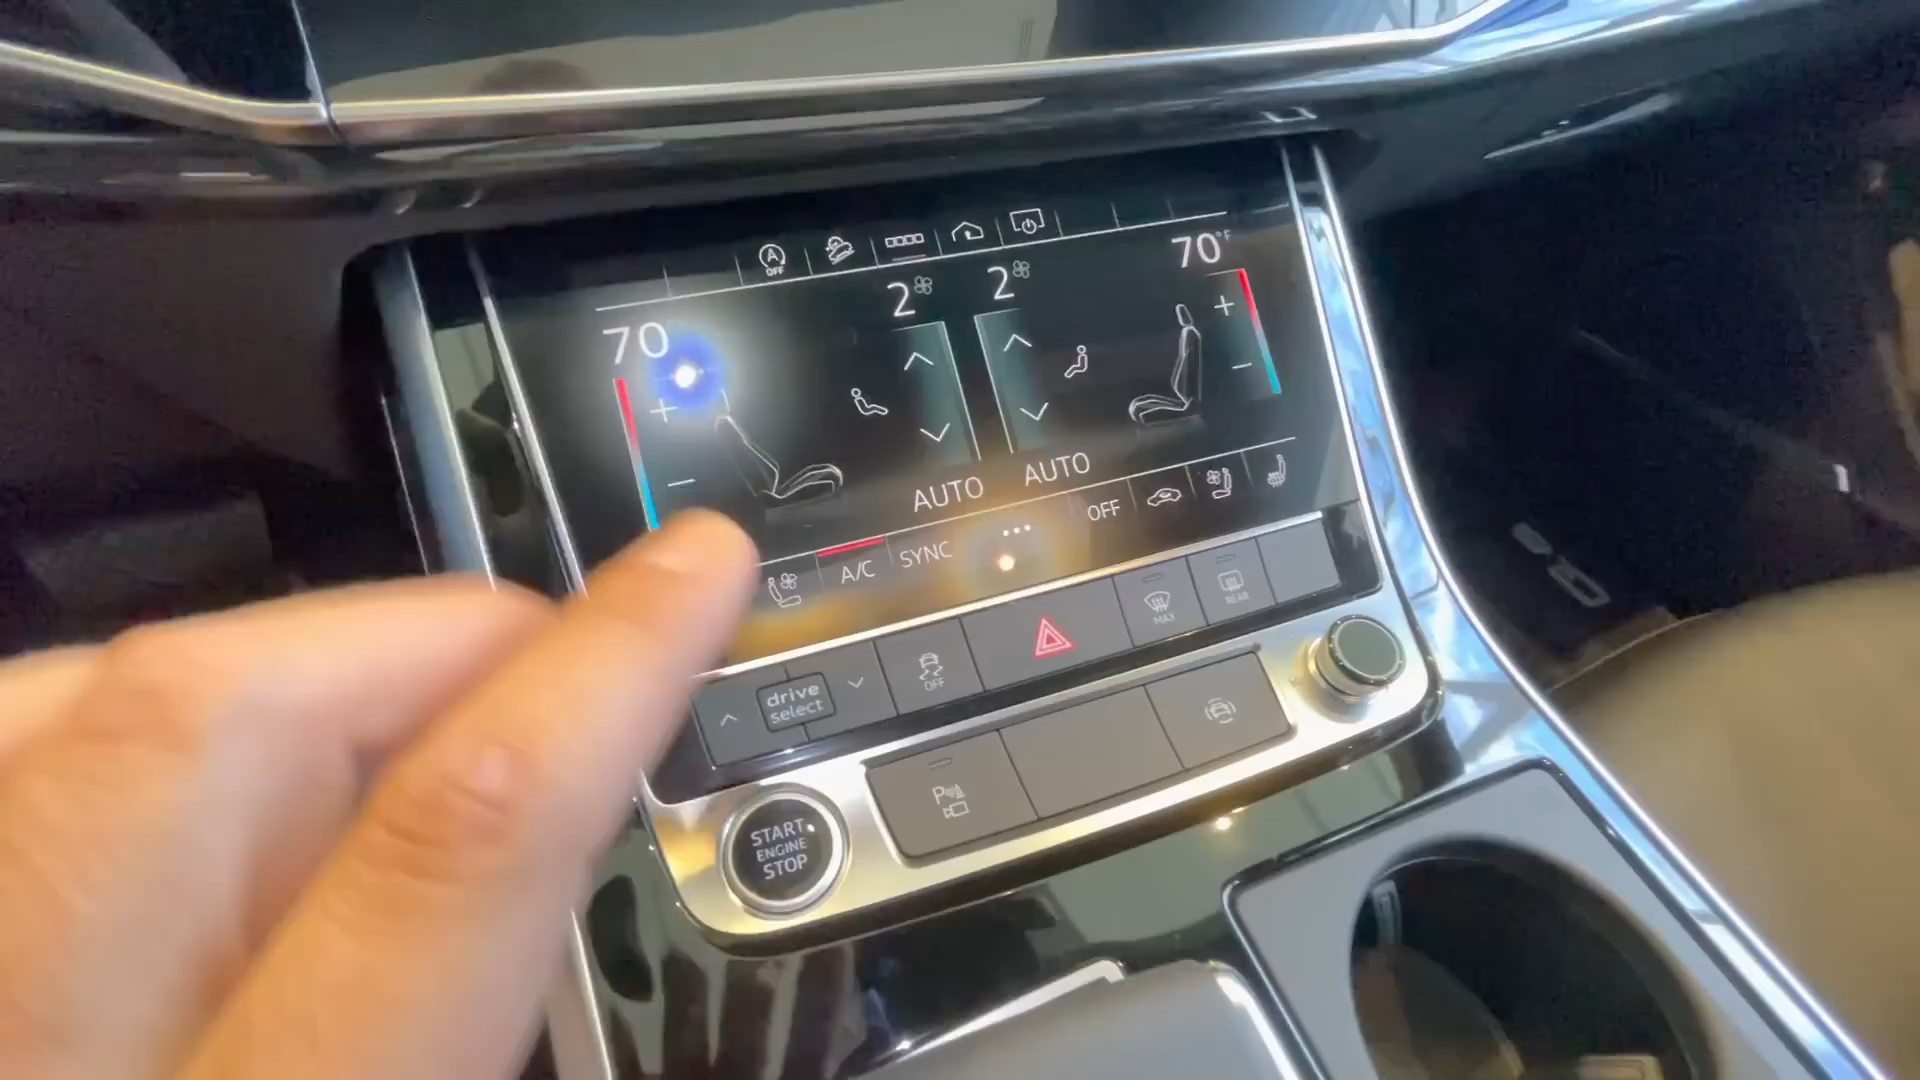 A
OFF
2 2 70°F
70
AUTO AUTO
A/C SYNC ... OFF
drive
select
OFF
MAX
REAR
START
ENGINE
STOP
P